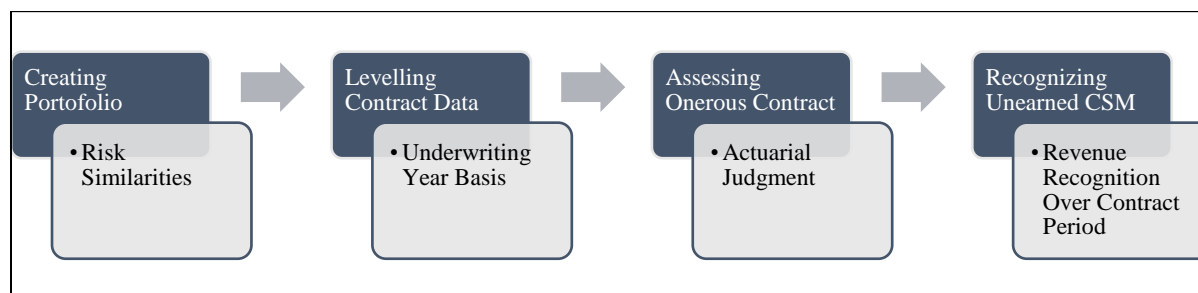 Creating
Portofolio
• Risk
Similarities
Levelling
Contract Data
• Underwriting
Year Basis
Assessing
Onerous Contract
• Actuarial
Judgment
Recognizing
Unearned CSM
• Revenue
Recognition
Over Contract
Period